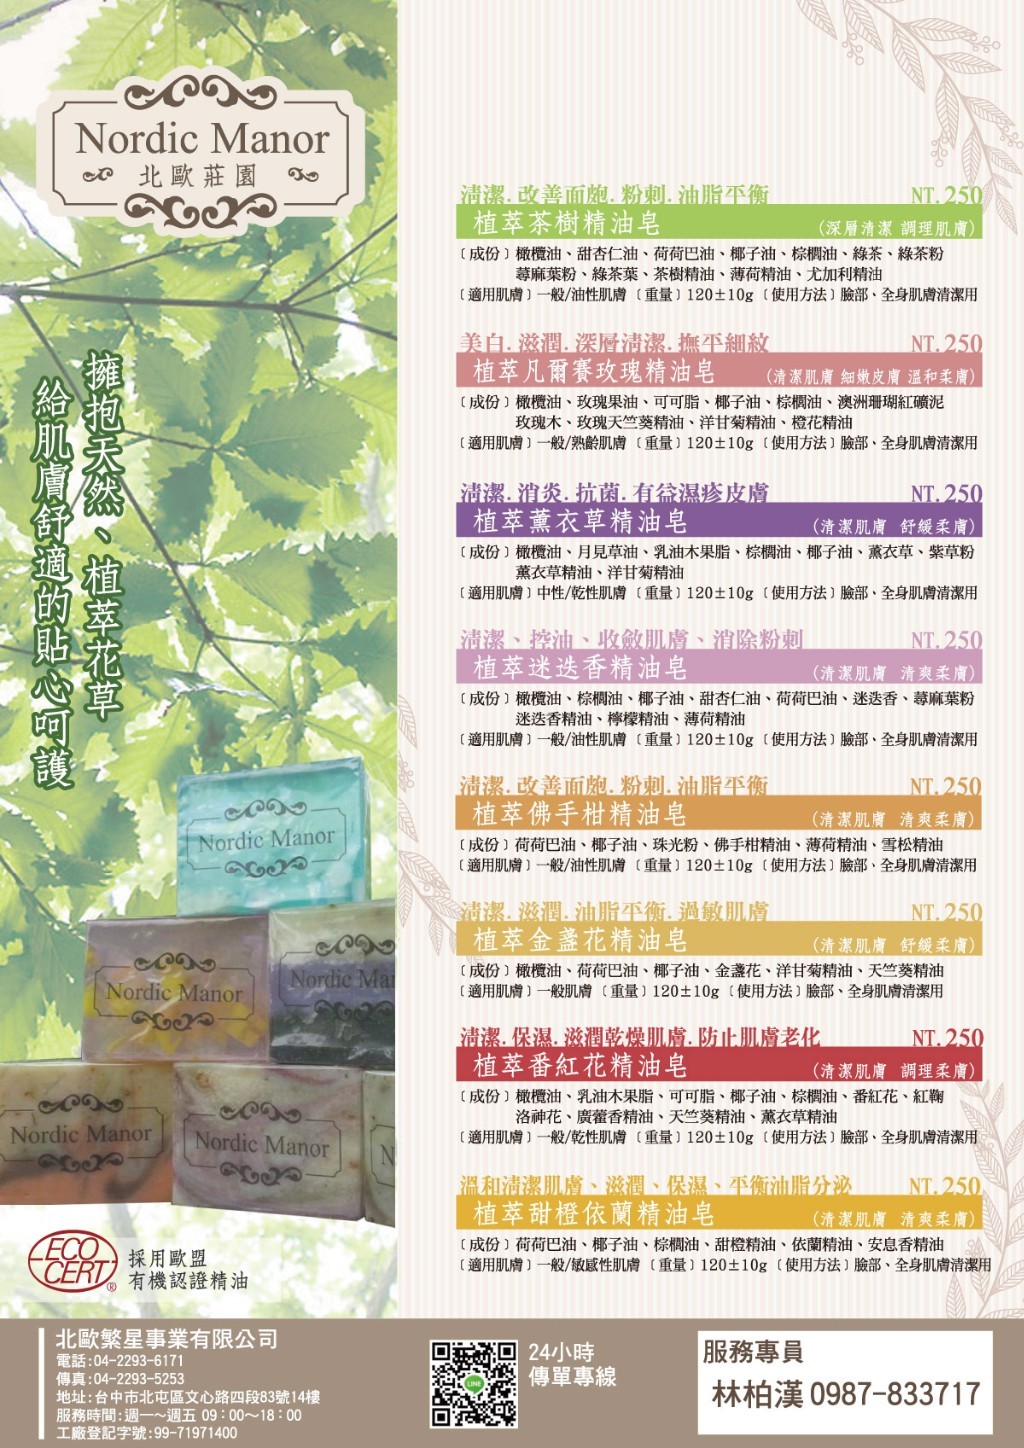 Nordic Manor
北歐莊園
擁抱天然、植萃花草
給肌膚舒適的貼心呵護
清潔. 改善面皰. 粉刺. 油脂平衡 NT. 250
植萃茶樹精油皂 (深層清潔 調理肌膚)
〔成份〕橄欖油、甜杏仁油、荷荷巴油、椰子油、棕櫚油、綠茶、綠茶粉
蕁麻葉粉、綠茶葉、茶樹精油、薄荷精油、尤加利精油
〔適用肌膚〕一般/油性肌膚 〔重量〕120±10g 〔使用方法〕臉部、全身肌膚清潔用
美白. 滋潤. 深層清潔. 撫平細紋 NT. 250
植萃凡爾賽玫瑰精油皂 (清潔肌膚 細嫩皮膚 溫和柔膚)
〔成份〕橄欖油、玫瑰果油、可可脂、椰子油、棕櫚油、澳洲珊瑚紅礦泥
玫瑰木、玫瑰天竺葵精油、洋甘菊精油、橙花精油
〔適用肌膚〕一般/熟齡肌膚 〔重量〕120±10g 〔使用方法〕臉部、全身肌膚清潔用
清潔. 消炎. 抗菌. 有益濕疹皮膚 NT. 250
植萃薰衣草精油皂 (清潔肌膚 舒緩柔膚)
〔成份〕橄欖油、月見草油、乳油木果脂、棕櫚油、椰子油、薰衣草、紫草粉
薰衣草精油、洋甘菊精油
〔適用肌膚〕中性/乾性肌膚 〔重量〕120±10g 〔使用方法〕臉部、全身肌膚清潔用
清潔、控油、收斂肌膚、消除粉刺 NT. 250
植萃迷迭香精油皂 (清潔肌膚 清爽柔膚)
〔成份〕橄欖油、棕櫚油、椰子油、甜杏仁油、荷荷巴油、迷迭香、蕁麻葉粉
迷迭香精油、檸檬精油、薄荷精油
〔適用肌膚〕一般/油性肌膚 〔重量〕120±10g 〔使用方法〕臉部、全身肌膚清潔用
清潔. 改善面皰. 粉刺. 油脂平衡 NT. 250
植萃佛手柑精油皂 (清潔肌膚 清爽柔膚)
〔成份〕荷荷巴油、椰子油、珠光粉、佛手柑精油、薄荷精油、雪松精油
〔適用肌膚〕一般/油性肌膚 〔重量〕120±10g 〔使用方法〕臉部、全身肌膚清潔用
清潔. 滋潤. 油脂平衡. 過敏肌膚 NT. 250
植萃金盞花精油皂 (清潔肌膚 舒緩柔膚)
〔成份〕橄欖油、荷荷巴油、椰子油、金盞花、洋甘菊精油、天竺葵精油
〔適用肌膚〕一般肌膚 〔重量〕120±10g 〔使用方法〕臉部、全身肌膚清潔用
清潔. 保濕. 滋潤乾燥肌膚. 防止肌膚老化 NT. 250
植萃番紅花精油皂 (清潔肌膚 調理柔膚)
〔成份〕橄欖油、乳油木果脂、可可脂、椰子油、棕櫚油、番紅花、紅麴
洛神花、廣藿香精油、天竺葵精油、薰衣草精油
〔適用肌膚〕一般/乾性肌膚 〔重量〕120±10g 〔使用方法〕臉部、全身肌膚清潔用
溫和清潔肌膚、滋潤、保濕、平衡油脂分泌 NT. 250
植萃甜橙依蘭精油皂 (清潔肌膚 清爽柔膚)
〔成份〕荷荷巴油、椰子油、棕櫚油、甜橙精油、依蘭精油、安息香精油
〔適用肌膚〕一般/敏感性肌膚 〔重量〕120±10g 〔使用方法〕臉部、全身肌膚清潔用
Nordic Manor
Nordic Manor
Nordic Mar
Nordic Manor
Nordic Manor
N
ECO
CERT®
採用歐盟
有機認證精油
北歐繁星事業有限公司
電話:04-2293-6171
傳真:04-2293-5253
地址:台中市北屯區文心路四段83號14樓
服務時間:週一~週五 09:00~18:00
工廠登記字號:99-71971400
LINE
24小時
傳單專線
服務專員
林柏漢 0987-833717